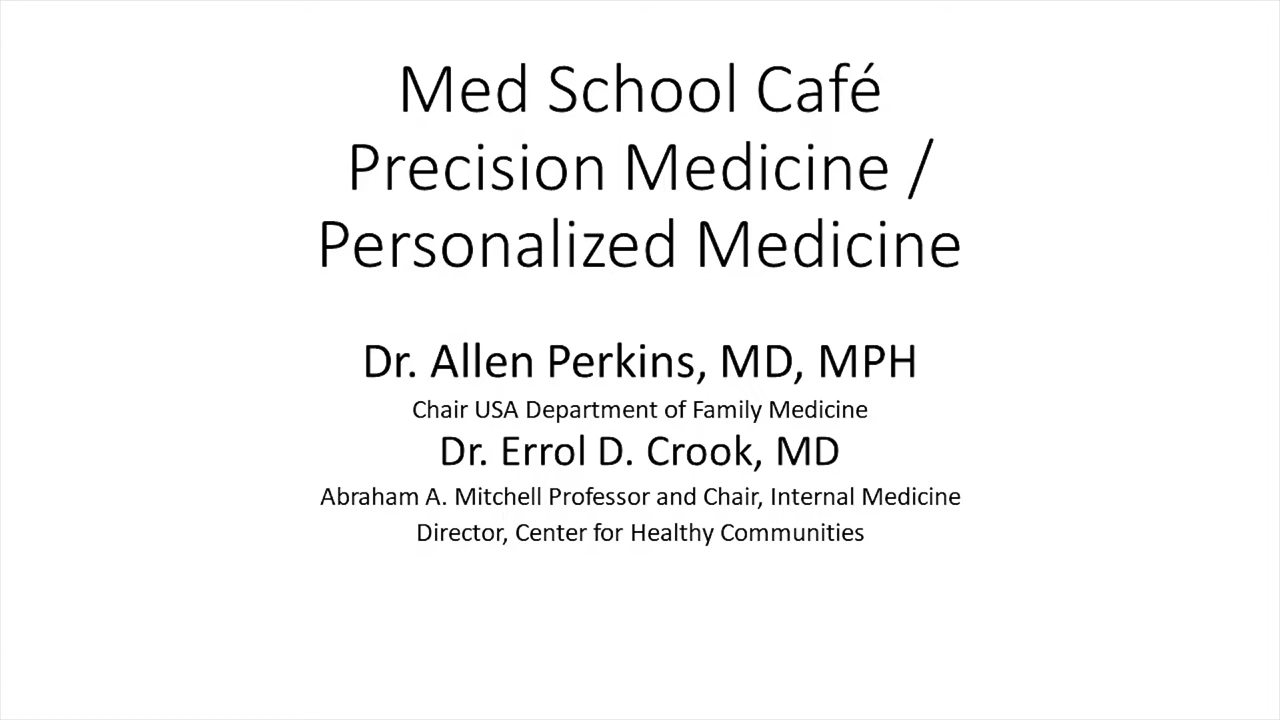 Med School Café
Precision Medicine /
Personalized Medicine
Dr. Allen Perkins, MD, MPH
Chair USA Department of Family Medicine
Dr. Errol D. Crook, MD
Abraham A. Mitchell Professor and Chair, Internal Medicine
Director, Center for Healthy Communities